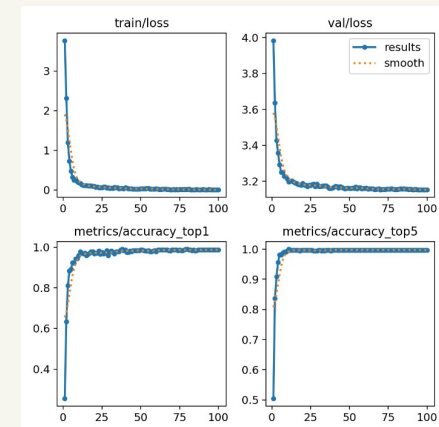 train/loss
val/loss
4.0
3.8
3.6
3.4
3.2
3
2
1
0
results
smooth
0 25 50 75 100
0 25 50 75 100
metrics/accuracy_top1
metrics/accuracy_top5
1.0
0.8
0.6
0.4
1.0
0.9
0.8
0.7
0.6
0.5
0 25 50 75 100
0 25 50 75 100